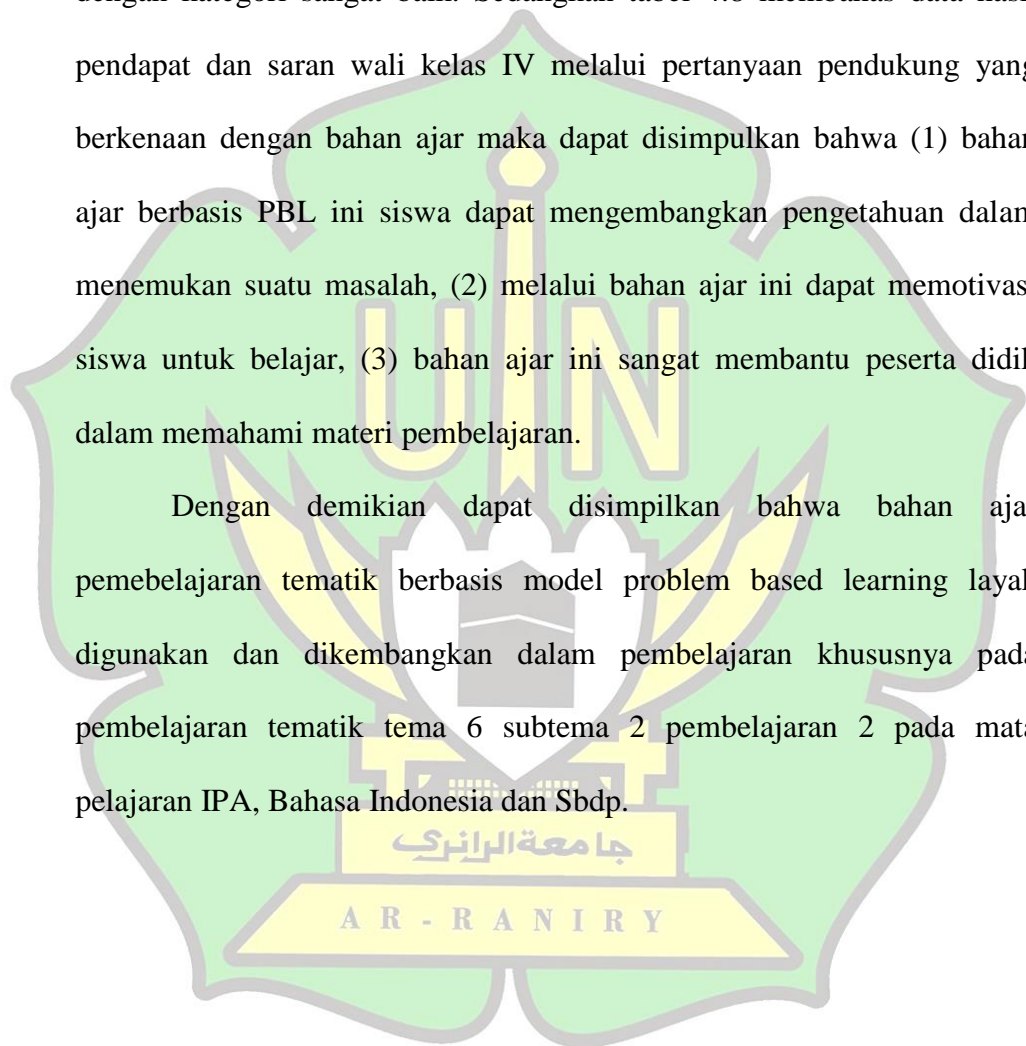 pendapat dan saran wali kelas IV melalui pertanyaan pendukung yang
berkenaan dengan bahan ajar maka dapat disimpulkan bahwa (1) bahan
ajar berbasis PBL ini siswa dapat mengembangkan pengetahuan dalam
menemukan suatu masalah, (2) melalui bahan ajar ini dapat memotivas
siswa untuk belajar, (3) bahan ajar ini sangat membantu peserta didik
dalam memahami materi pembelajaran.
Dengan demikian dapat disimpilkan bahwa bahan aja
pemebelajaran tematik berbasis model problem based learning layak
digunakan dan dikembangkan dalam pembelajaran khususnya pada
pembelajaran tematik tema 6 subtema 2 pembelajaran 2 pada mata
pelajaran IPA, Bahasa Indonesia dan Sbdp.
UIN
جامعةالرانري
AR-RANIRY